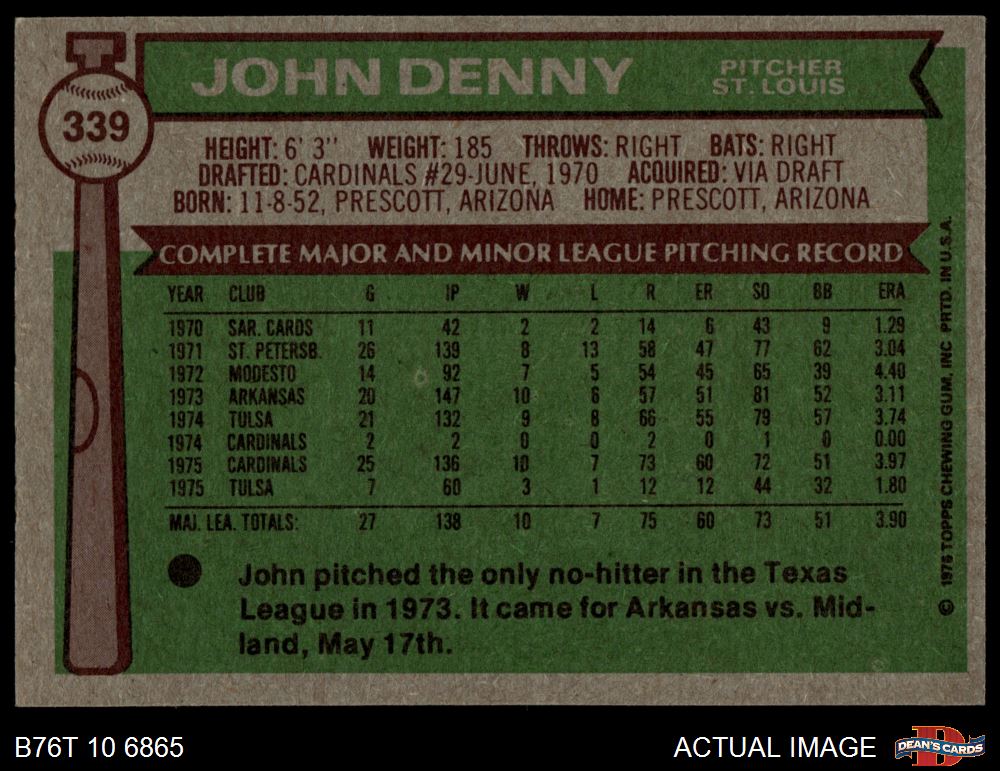 JOHN DENNY
PITCHER
ST. LOUIS
339
HEIGHT: 6' 3" WEIGHT: 185 THROWS: RIGHT BATS: RIGHT
DRAFTED: CARDINALS #29-JUNE, 1970 ACQUIRED: VIA DRAFT
BORN: 11-8-52, PRESCOTT, ARIZONA HOME: PRESCOTT, ARIZONA
COMPLETE MAJOR AND MINOR LEAGUE PITCHING RECORD
YEAR CLUB G IP W L R ER SO BB ERA
1970 SAR. CARDS 11 42 2 2 14 6 43 9 1.29
1971 ST. PETERSB. 26 139 8 13 58 47 77 62 3.04
1972 MODESTO 14 92 7 5 54 45 65 39 4.40
1973 ARKANSAS 20 147 10 6 57 51 81 52 3.11
1974 TULSA 21 132 9 8 66 55 79 57 3.74
1974 CARDINALS 2 2 0 0 2 0 1 0 0.00
1975 CARDINALS 25 136 10 7 73 60 72 51 3.97
1975 TULSA 7 60 3 1 12 12 44 32 1.80
MAJ. LEA. TOTALS: 27 138 10 7 75 60 73 51 3.90
John pitched the only no-hitter in the Texas
League in 1973. It came for Arkansas vs. Mid-
land, May 17th.
© 1976 TOPPS CHEWING GUM, INC PRTD. IN U.S.A.
B76T 10 6865
ACTUAL IMAGE
DEAN'S CARDS